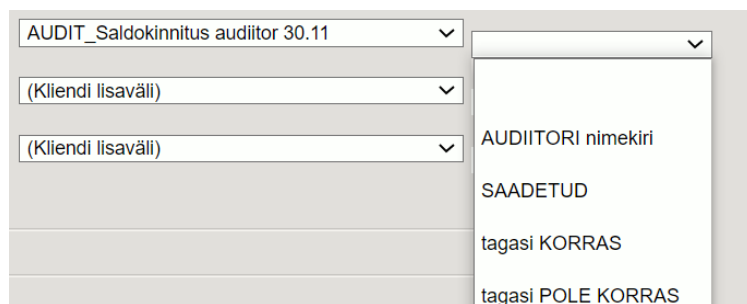 AUDIT_Saldokinnitus audiitor 30.11
(Kliendi lisaväli)
(Kliendi lisaväli)
AUDIITORI nimekiri
SAADETUD
tagasi KORRAS
tagasi POLE KORRAS